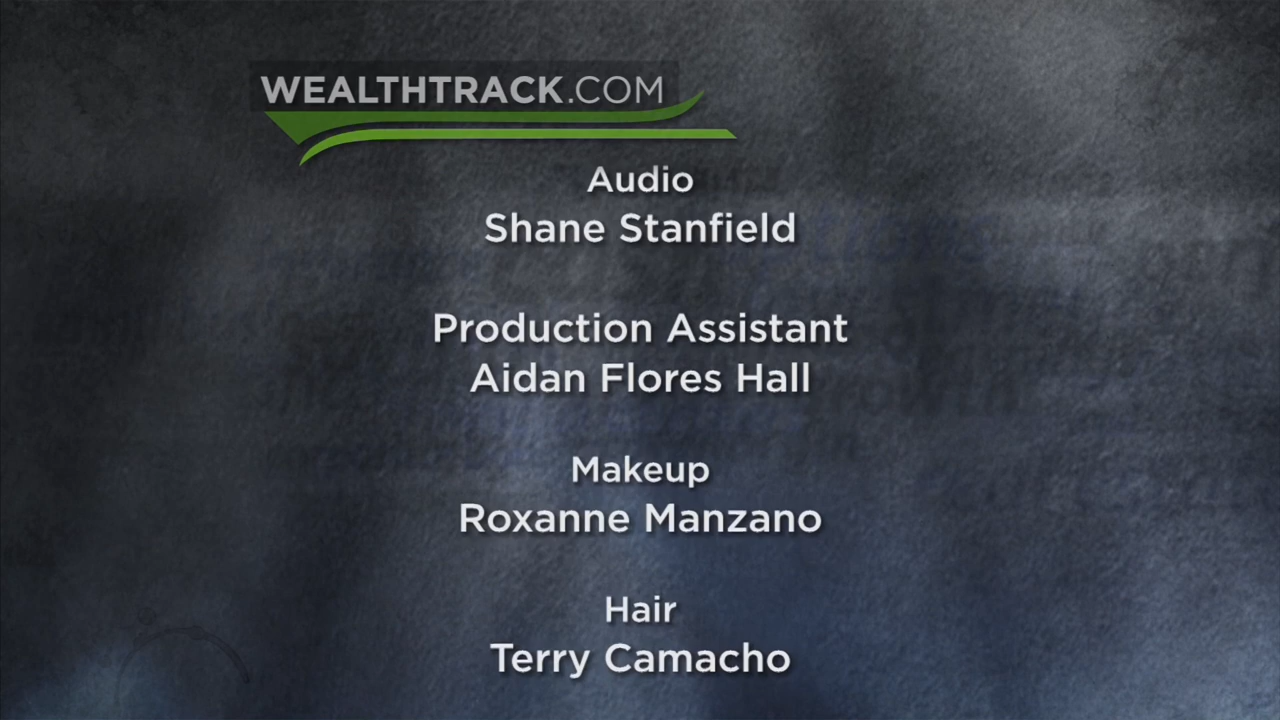 WEALTHTRACK.COM
Audio
Shane Stanfield
Production Assistant
Aidan Flores Hall
Makeup
Roxanne Manzano
Hair
Terry Camacho